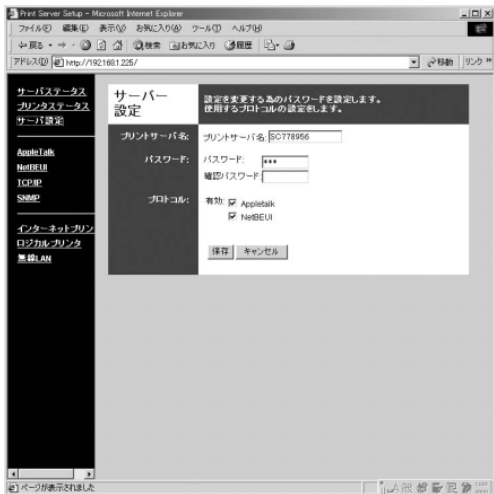 Print Server Setup - Microsoft Internet Explorer
ファイル(F) 編集(E) 表示(V) お気に入り(A) ツール(T) ヘルプ(H)
戻る 検索 お気に入り 履歴
アドレス(D) http://192.168.1.225/ 移動 リンク »
サーバステータス
プリンタステータス
サーバ設定
AppleTalk
NetBEUI
TCP/IP
SNMP
インターネットプリン
ロジカルプリンタ
無線LAN
サーバー
設定
設定を変更する為のパスワードを設定します。
使用するプロトコルの設定をします。
プリントサーバ名: プリントサーバ名: SC778956
パスワード: パスワード: ***
確認パスワード:
プロトコル: 有効: Appletalk
NetBEUI
保存 キャンセル
ページが表示されました